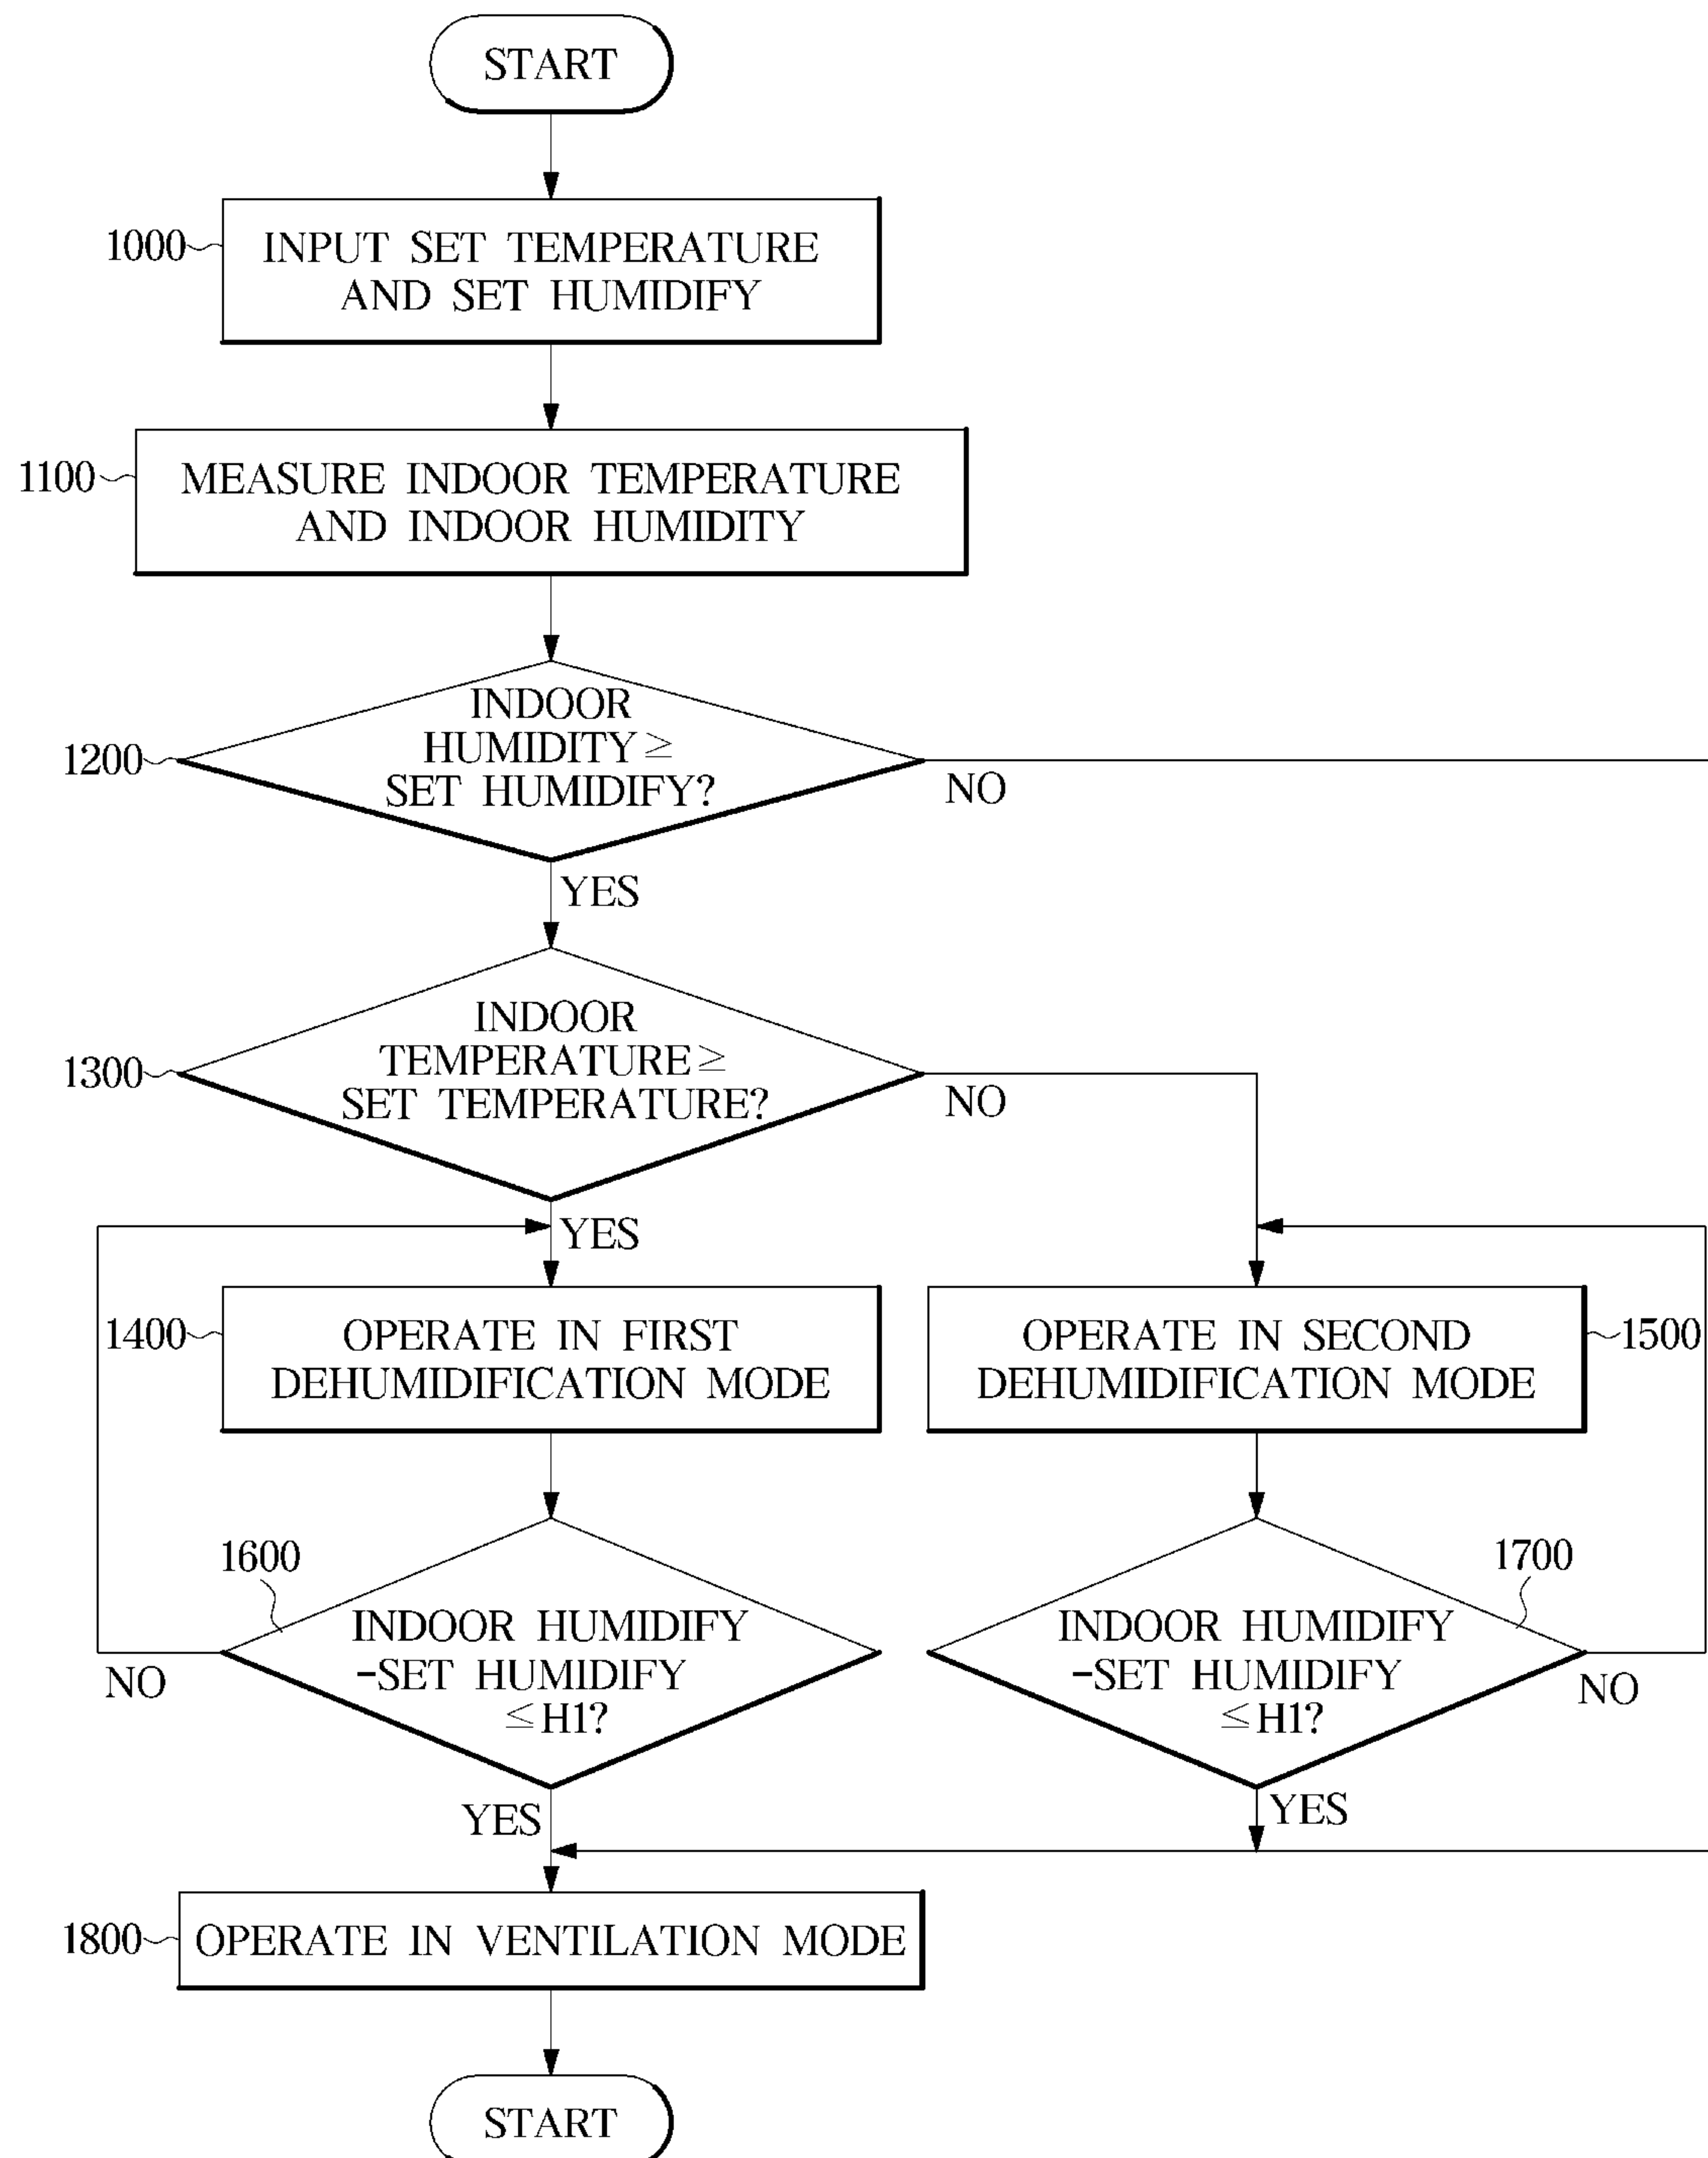 START
1000
INPUT SET TEMPERATURE
AND SET HUMIDIFY
1100
MEASURE INDOOR TEMPERATURE
AND INDOOR HUMIDITY
1200
INDOOR
HUMIDITY≥
SET HUMIDIFY?
NO
YES
1300
INDOOR
TEMPERATURE≥
SET TEMPERATURE?
NO
YES
1400
OPERATE IN FIRST
DEHUMIDIFICATION MODE
OPERATE IN SECOND
DEHUMIDIFICATION MODE
1500
1600
INDOOR HUMIDIFY
-SET HUMIDIFY
≤H1?
NO
YES
1700
INDOOR HUMIDIFY
-SET HUMIDIFY
≤H1?
NO
YES
1800
OPERATE IN VENTILATION MODE
START